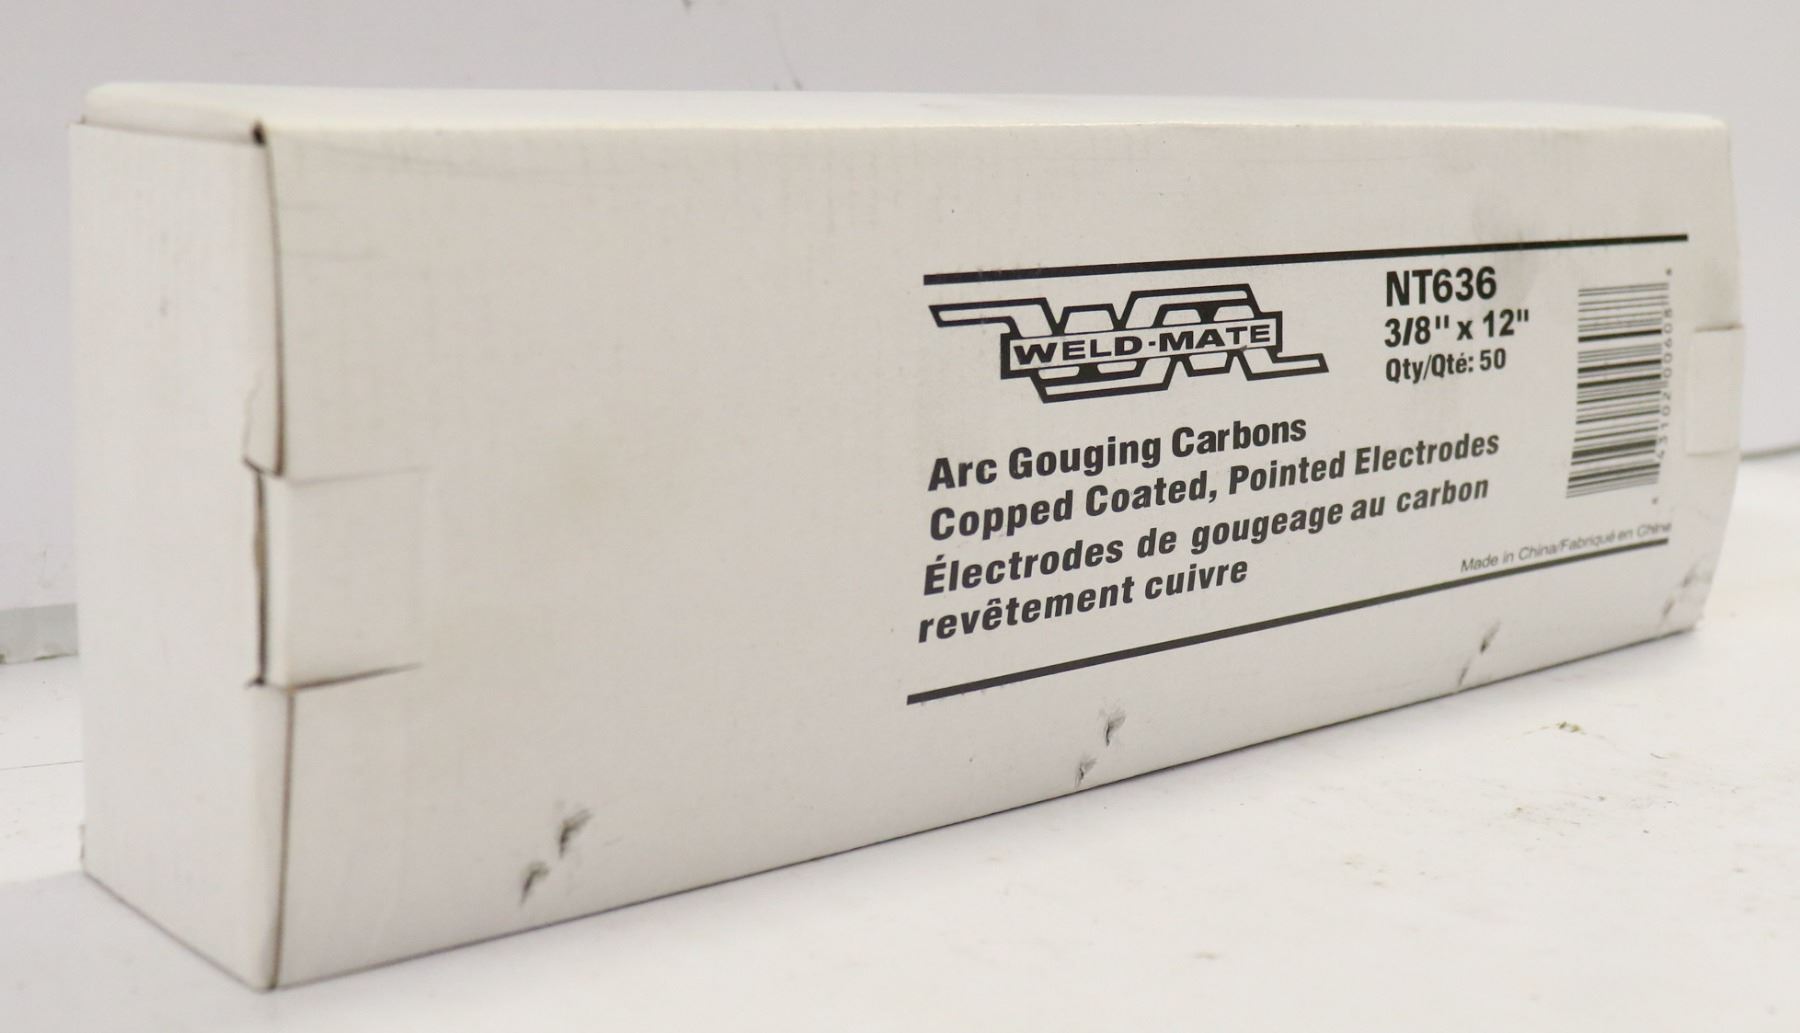 WELD-MATE
NT636
3/8" x 12"
Qty/Qté: 50
Arc Gouging Carbons
Copped Coated, Pointed Electrodes
Électrodes de gougeage au carbon
revêtement cuivre
Made in China/Fabriqué en Chine